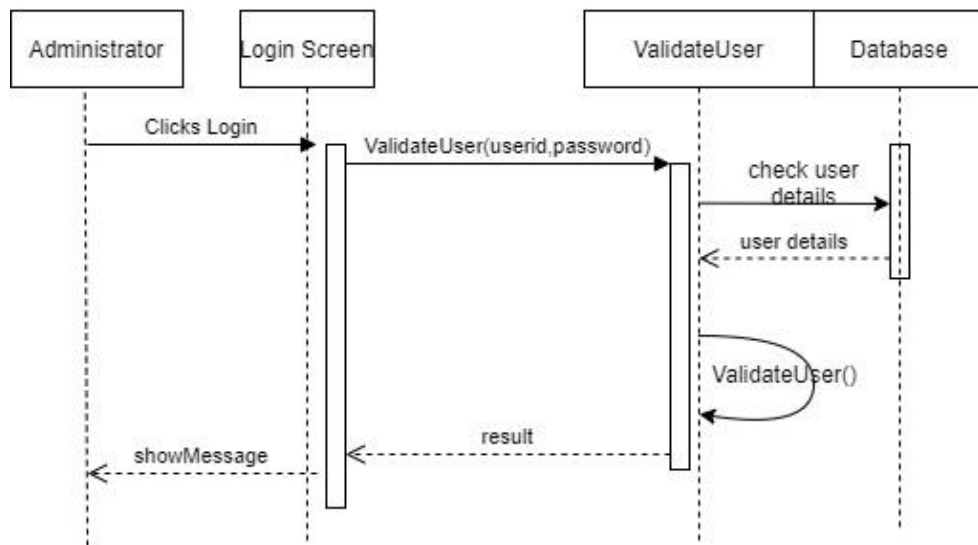 Administrator
Login Screen
ValidateUser
Database
Clicks Login
ValidateUser(userid,password)
check user
details
user details
ValidateUser()
result
showMessage